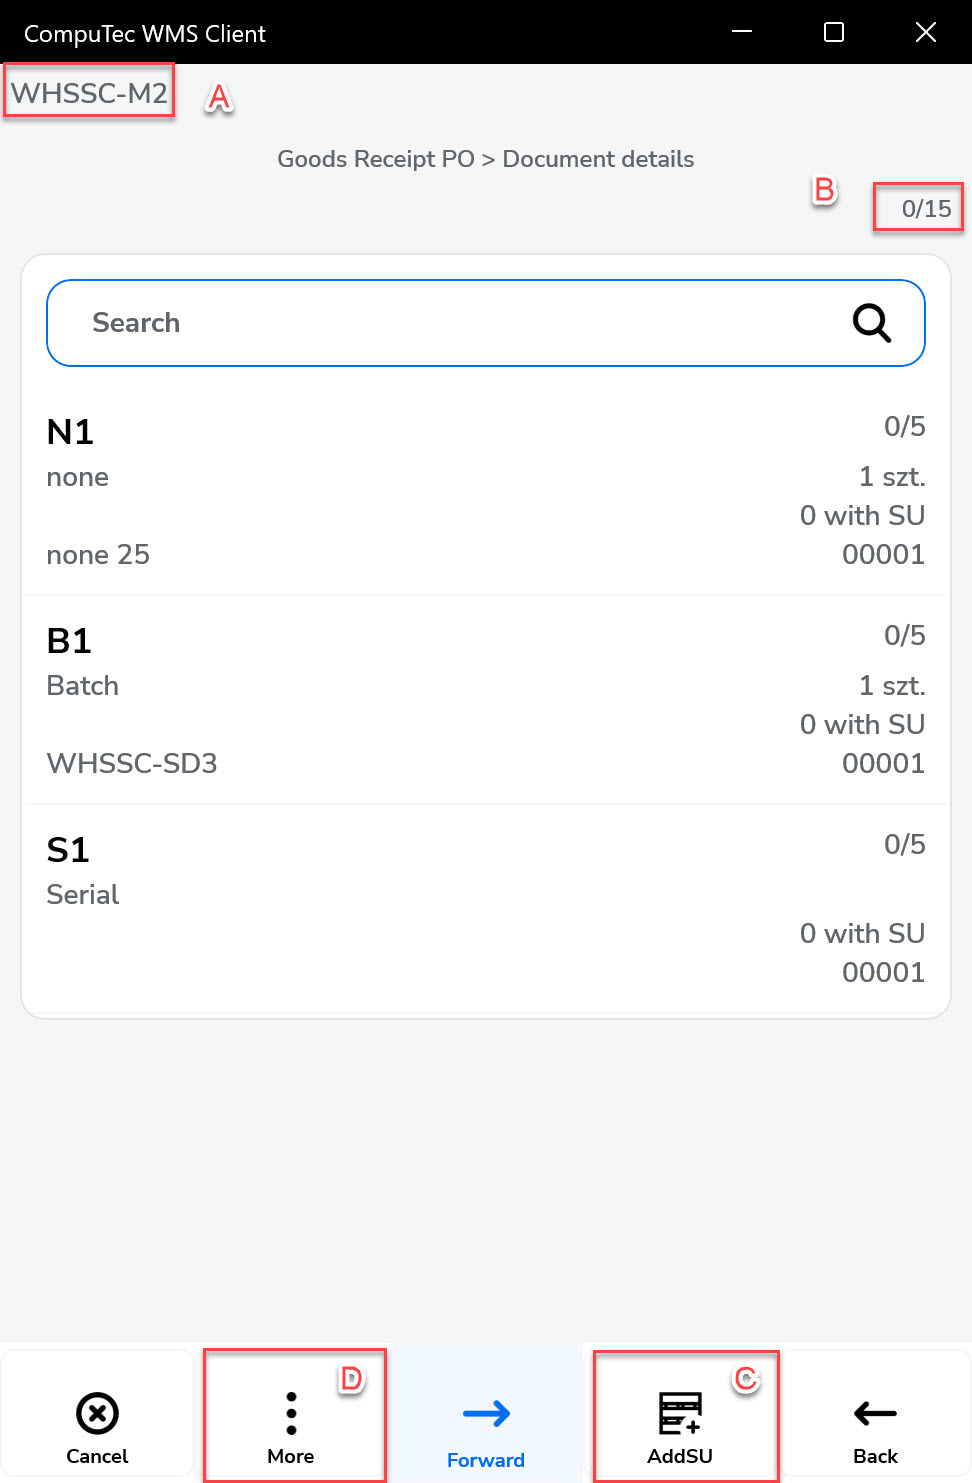 CompuTec WMS Client
WHSSC-M2
A
Goods Receipt PO > Document details
B
0/15
Search
N1
0/5
none
1 szt.
0 with SU
none 25
00001
B1
0/5
Batch
1 szt.
0 with SU
WHSSC-SD3
00001
S1
0/5
Serial
0 with SU
00001
D
C
Cancel
More
Forward
AddSU
Back